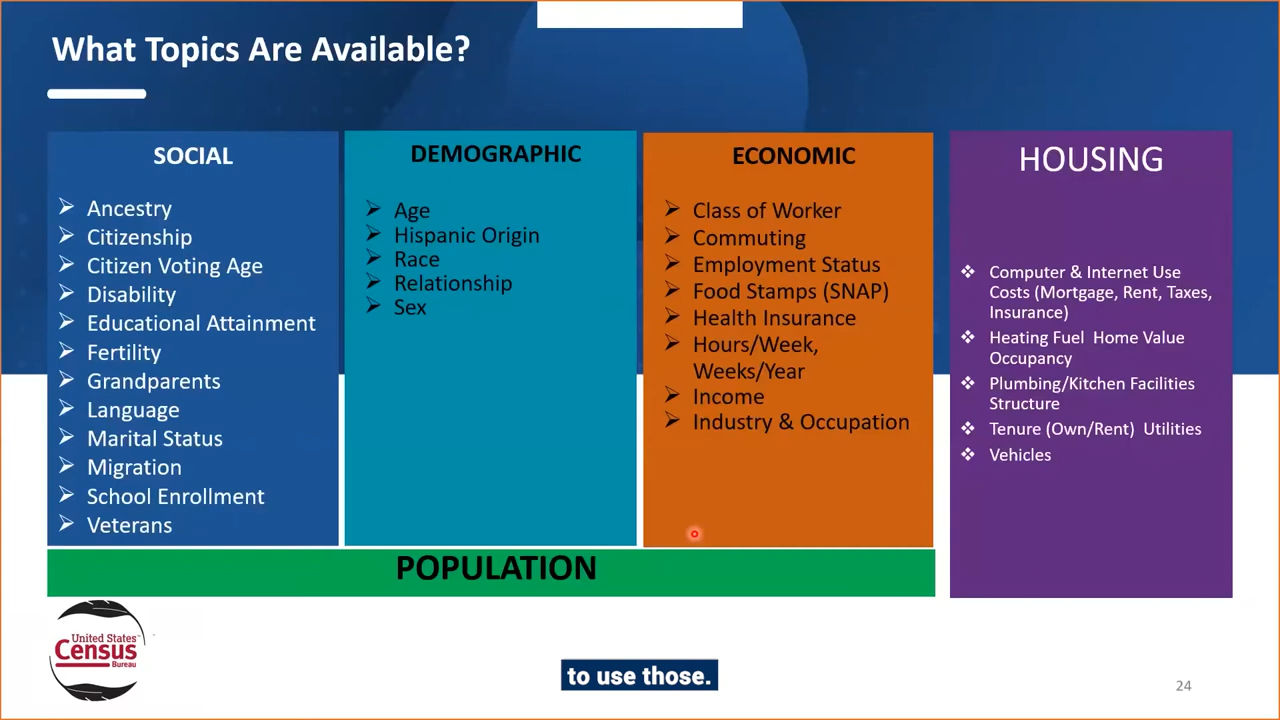 What Topics Are Available?
SOCIAL
Ancestry
Citizenship
Citizen Voting Age
Disability
Educational Attainment
Fertility
Grandparents
Language
Marital Status
Migration
School Enrollment
Veterans
DEMOGRAPHIC
Age
Hispanic Origin
Race
Relationship
Sex
ECONOMIC
Class of Worker
Commuting
Employment Status
Food Stamps (SNAP)
Health Insurance
Hours/Week,
Weeks/Year
Income
Industry & Occupation
POPULATION
HOUSING
Computer & Internet Use
Costs (Mortgage, Rent, Taxes,
Insurance)
Heating Fuel Home Value
Occupancy
Plumbing/Kitchen Facilities
Structure
Tenure (Own/Rent) Utilities
Vehicles
United States
Census
Bureau
to use those.
24